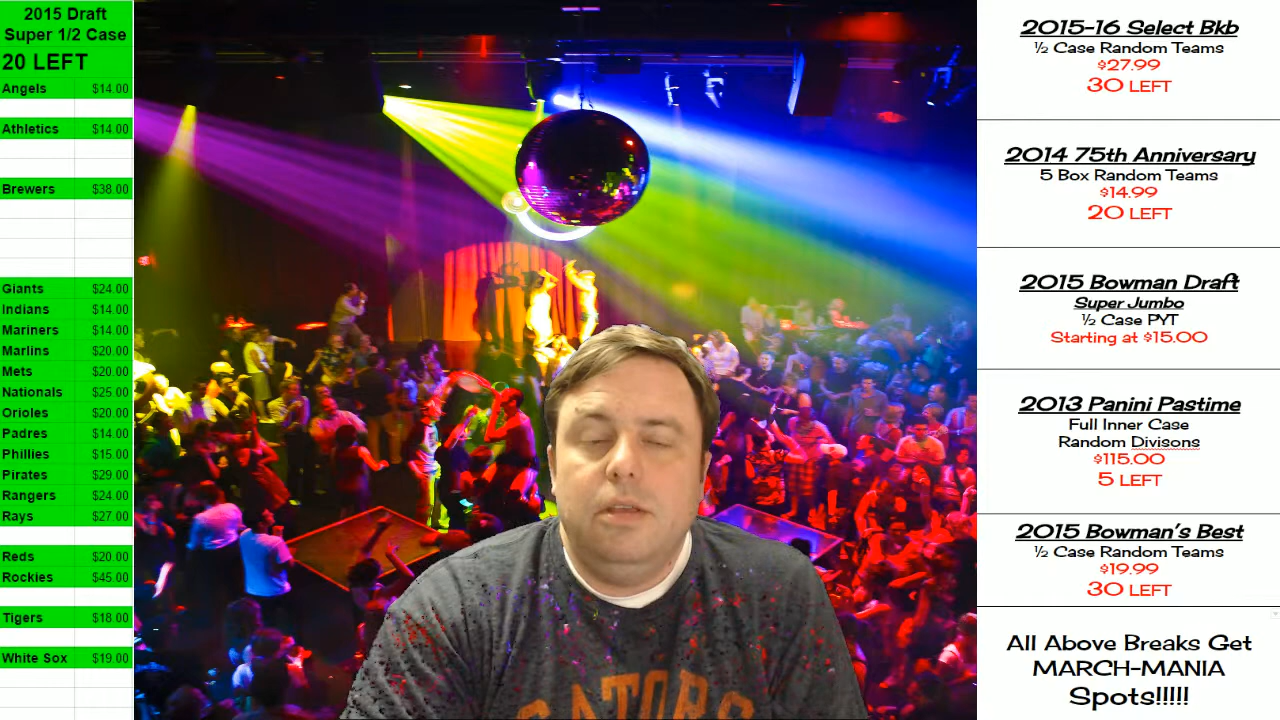 2015 Draft
Super 1/2 Case
20 LEFT
Angels $14.00
Athletics $14.00
Brewers $38.00
Giants $24.00
Indians $14.00
Mariners $14.00
Marlins $20.00
Mets $20.00
Nationals $25.00
Orioles $20.00
Padres $14.00
Phillies $15.00
Pirates $29.00
Rangers $24.00
Rays $27.00
Reds $20.00
Rockies $45.00
Tigers $18.00
White Sox $19.00
GATORS
2015-16 Select Bkb
½ Case Random Teams
$27.99
30 LEFT
2014 75th Anniversary
5 Box Random Teams
$14.99
20 LEFT
2015 Bowman Draft
Super Jumbo
½ Case PYT
Starting at $15.00
2013 Panini Pastime
Full Inner Case
Random Divisons
$115.00
5 LEFT
2015 Bowman's Best
½ Case Random Teams
$19.99
30 LEFT
All Above Breaks Get
MARCH-MANIA
Spots!!!!!